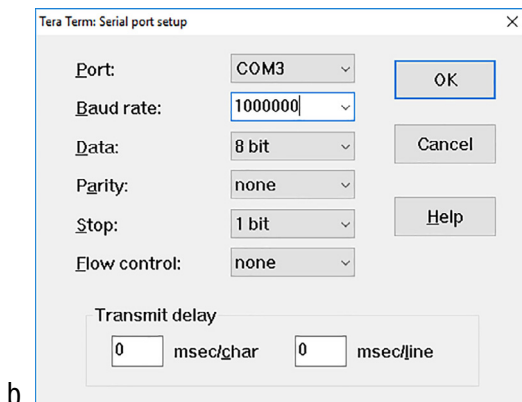 Tera Term: Serial port setup
Port: COM3
OK
Baud rate: 1000000
Data: 8 bit
Cancel
Parity: none
Stop: 1 bit
Help
Flow control: none
Transmit delay
0 msec/char 0 msec/line
b